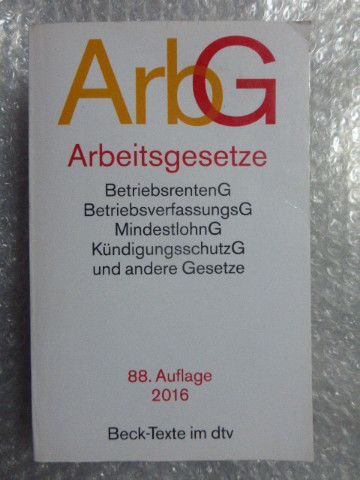 ArbG
Arbeitsgesetze
BetriebsrentenG
BetriebsverfassungsG
MindestlohnG
KündigungsschutzG
und andere Gesetze
88. Auflage
2016
Beck-Texte im dtv